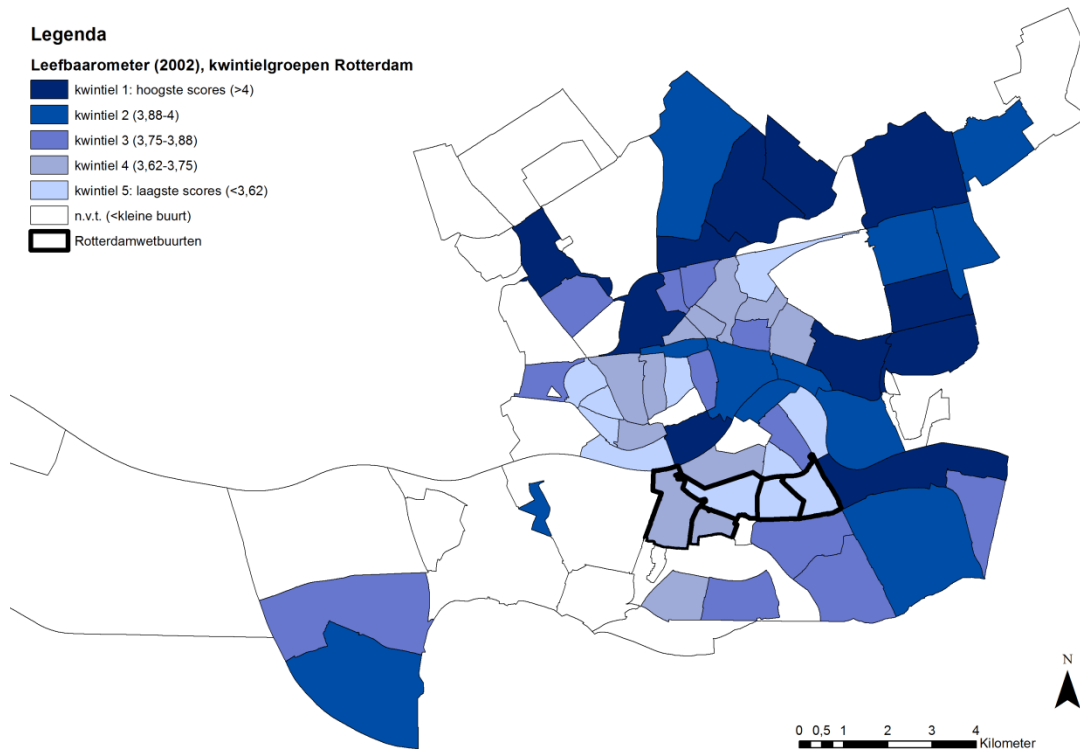 Legenda
Leefbaarometer (2002), kwintielgroepen Rotterdam
kwintiel 1: hoogste scores (>4)
kwintiel 2 (3,88-4)
kwintiel 3 (3,75-3,88)
kwintiel 4 (3,62-3,75)
kwintiel 5: laagste scores (<3,62)
n.v.t. (<kleine buurt)
Rotterdamwetbuurten
N
0 0,5 1 2 3 4
Kilometer